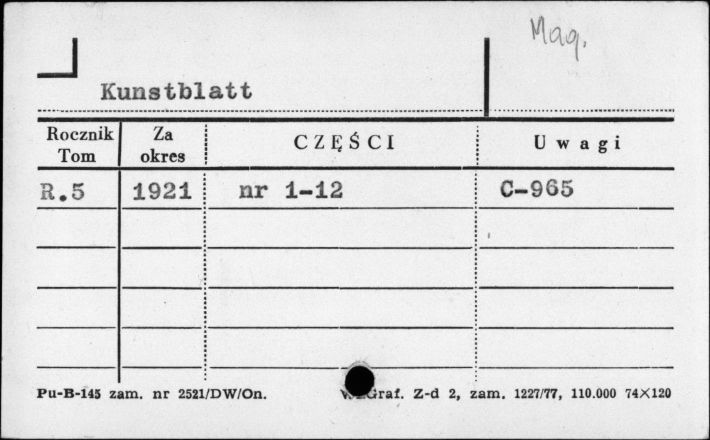 Mag.
Kunstblatt
Rocznik Tom Za okres CZĘŚCI Uwagi
R.5 1921 nr 1-12 C-965
Pu-B-145 zam. nr 2521/DW/On. Graf. Z-d 2, zam. 1227/77, 110.000 74×120